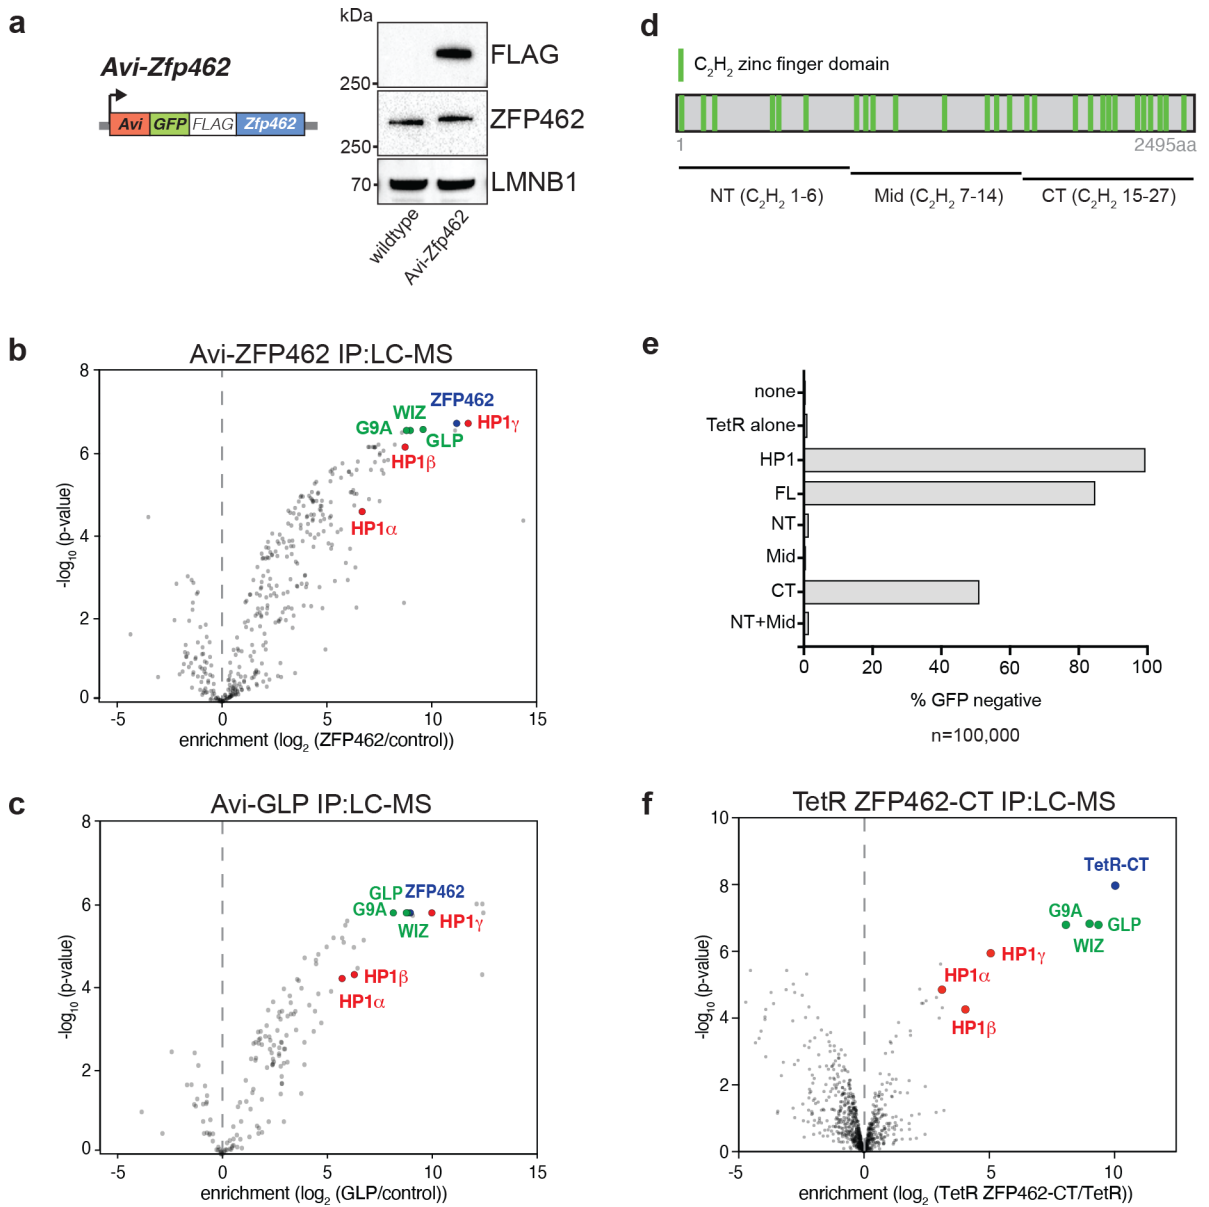 a
Avi-Zfp462
Avi GFP FLAG Zfp462
kDa
250
FLAG
250
ZFP462
70
LMNB1
wildtype
Avi-Zfp462
d
C2H2 zinc finger domain
1 2495aa
NT (C2H2 1-6) Mid (C2H2 7-14) CT (C2H2 15-27)
b
Avi-ZFP462 IP:LC-MS
8
6
4
2
0
-log10 (p-value)
ZFP462
WIZ
HP1γ
G9A
GLP
HP1β
HP1α
-5 0 5 10 15
enrichment (log2 (ZFP462/control))
e
none
TetR alone
HP1
FL
NT
Mid
CT
NT+Mid
0 20 40 60 80 100
% GFP negative
n=100,000
c
Avi-GLP IP:LC-MS
8
6
4
2
0
-log10 (p-value)
GLP ZFP462
G9A
HP1γ
WIZ
HP1β
HP1α
-5 0 5 10 15
enrichment (log2 (GLP/control))
f
TetR ZFP462-CT IP:LC-MS
10
8
6
4
2
0
-log10 (p-value)
TetR-CT
G9A
GLP
WIZ
HP1γ
HP1α
HP1β
-5 0 5 10
enrichment (log2 (TetR ZFP462-CT/TetR))